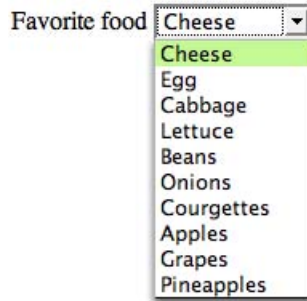 Favorite food Cheese
Cheese
Egg
Cabbage
Lettuce
Beans
Onions
Courgettes
Apples
Grapes
Pineapples